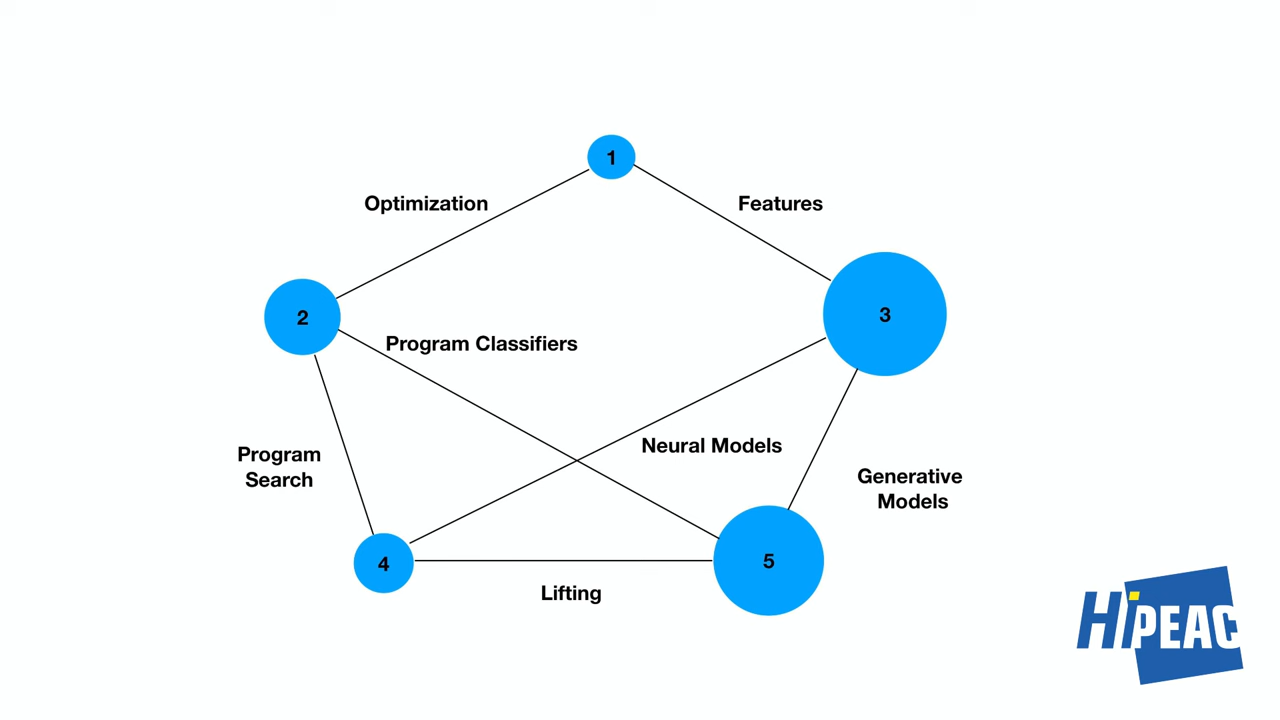 1
Optimization
Features
2
3
Program Classifiers
Neural Models
Program
Search
Generative
Models
4
5
Lifting
HiPEAC